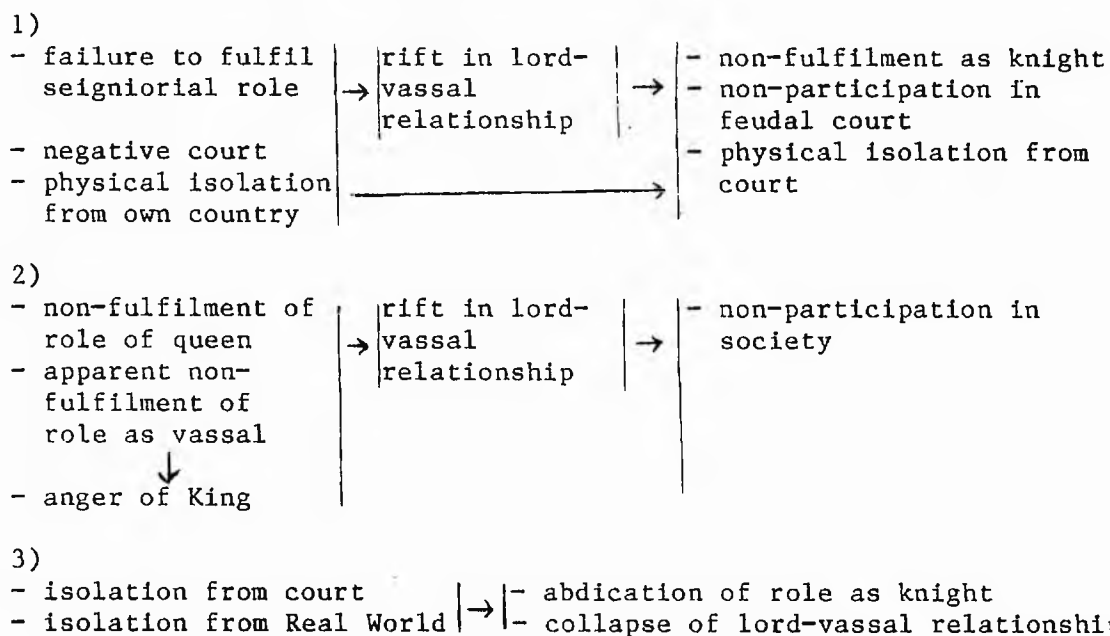 1)
- failure to fulfil
seigniorial role
- negative court
- physical isolation
from own country
→
rift in lord-
vassal
relationship
→
- non-fulfilment as knight
- non-participation in
feudal court
- physical isolation from
court
2)
- non-fulfilment of
role of queen
- apparent non-
fulfilment of
role as vassal
↓
- anger of King
→
rift in lord-
vassal
relationship
→
- non-participation in
society
3)
- isolation from court
- isolation from Real World
→
- abdication of role as knight
- collapse of lord-vassal relationshi